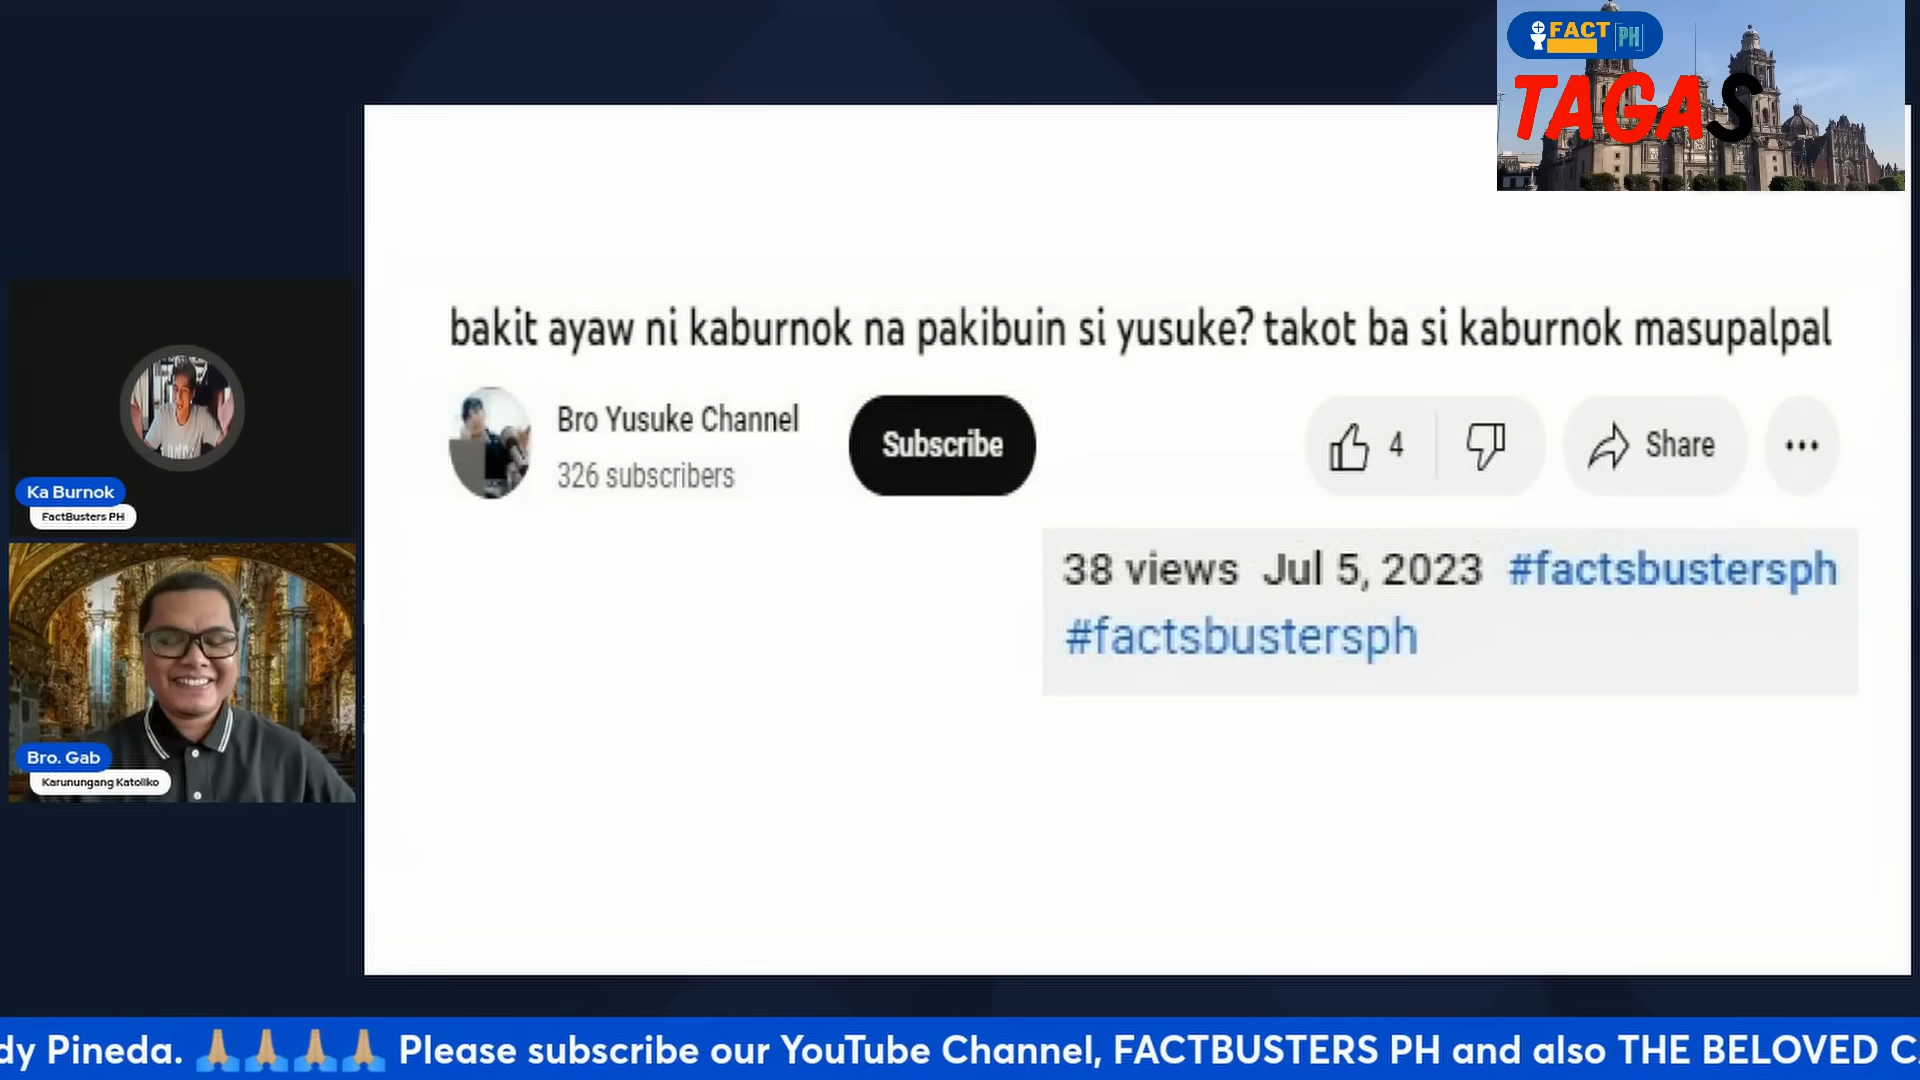 FACT PH
TAGAS
bakit ayaw ni kaburnok na pakibuin si yusuke? takot ba si kaburnok masupalpal
Bro Yusuke Channel
326 subscribers
Subscribe
4
Share
38 views Jul 5, 2023 #factsbustersph
#factsbustersph
Ka Burnok
FactBusters PH
Bro. Gab
Karunungang Katoliko
dy Pineda. 🙏🏽🙏🏽🙏🏽🙏🏽 Please subscribe our YouTube Channel, FACTBUSTERS PH and also THE BELOVED C